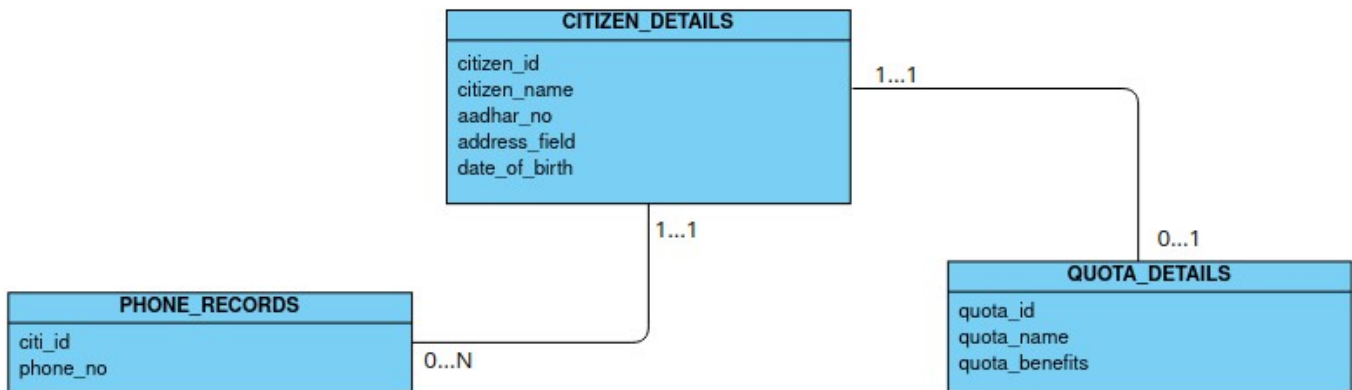 CITIZEN_DETAILS
citizen_id
citizen_name
aadhar_no
address_field
date_of_birth
1...1
1...1
0...1
QUOTA_DETAILS
quota_id
quota_name
quota_benefits
PHONE_RECORDS
citi_id
phone_no
0...N